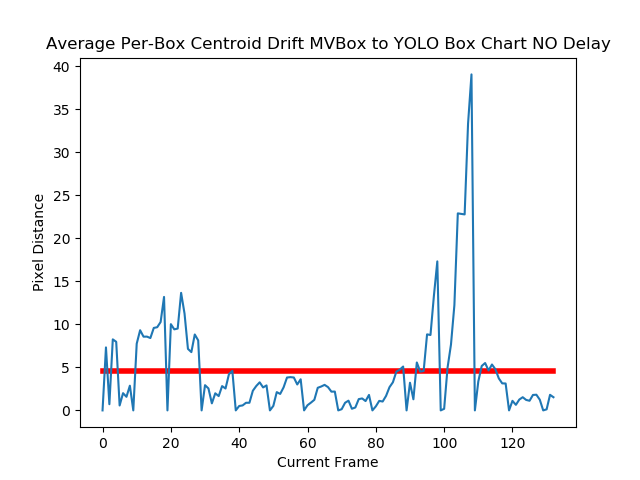 Average Per-Box Centroid Drift MVBox to YOLO Box Chart NO Delay
40
35
30
25
20
15
10
5
0
Pixel Distance
0 20 40 60 80 100 120
Current Frame